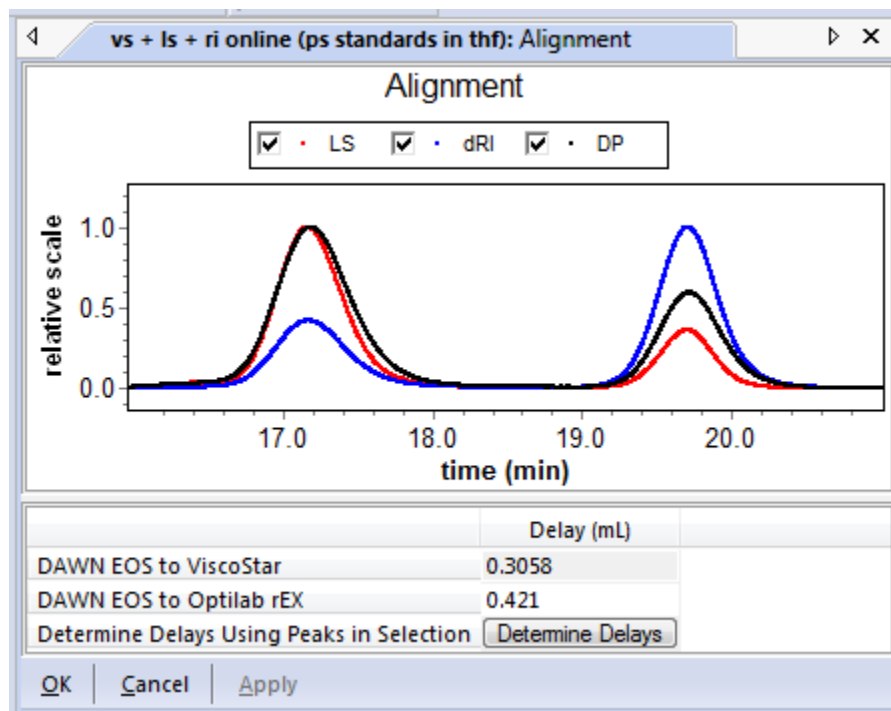 vs + ls + ri online (ps standards in thf): Alignment
Alignment
LS dRI DP
relative scale
1.0
0.5
0.0
17.0 18.0 19.0 20.0
time (min)
Delay (mL)
DAWN EOS to ViscoStar 0.3058
DAWN EOS to Optilab rEX 0.421
Determine Delays Using Peaks in Selection Determine Delays
OK Cancel Apply